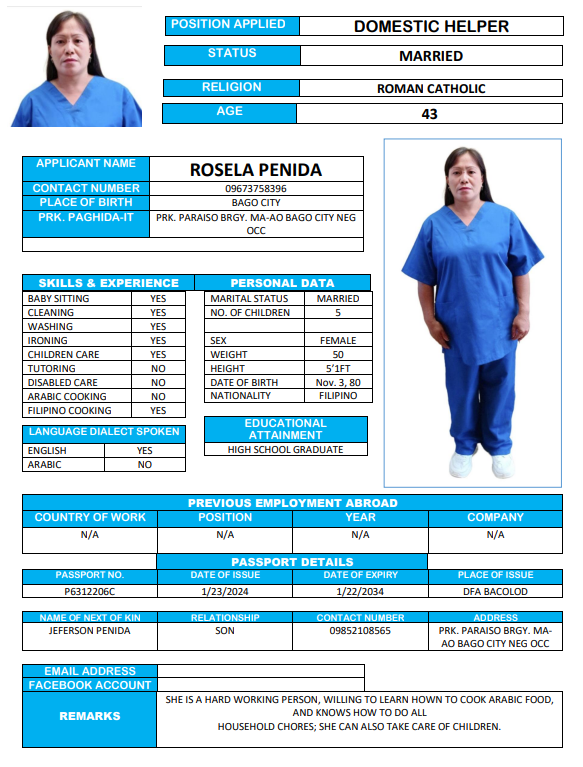 POSITION APPLIED DOMESTIC HELPER
STATUS MARRIED
RELIGION ROMAN CATHOLIC
AGE 43
APPLICANT NAME ROSELA PENIDA
CONTACT NUMBER 09673758396
PLACE OF BIRTH BAGO CITY
PRK. PAGHIDA-IT PRK. PARAISO BRGY. MA-AO BAGO CITY NEG
OCC
SKILLS & EXPERIENCE PERSONAL DATA
BABY SITTING YES MARITAL STATUS MARRIED
CLEANING YES NO. OF CHILDREN 5
WASHING YES
IRONING YES SEX FEMALE
CHILDREN CARE YES WEIGHT 50
TUTORING NO HEIGHT 5'1FT
DISABLED CARE NO DATE OF BIRTH Nov. 3, 80
ARABIC COOKING NO NATIONALITY FILIPINO
FILIPINO COOKING YES
LANGUAGE DIALECT SPOKEN
ENGLISH YES
ARABIC NO
EDUCATIONAL
ATTAINMENT
HIGH SCHOOL GRADUATE
PREVIOUS EMPLOYMENT ABROAD
COUNTRY OF WORK POSITION YEAR COMPANY
N/A N/A N/A N/A
PASSPORT DETAILS
PASSPORT NO. DATE OF ISSUE DATE OF EXPIRY PLACE OF ISSUE
P6312206C 1/23/2024 1/22/2034 DFA BACOLOD
NAME OF NEXT OF KIN RELATIONSHIP CONTACT NUMBER ADDRESS
JEFERSON PENIDA SON 09852108565 PRK. PARAISO BRGY. MA-
AO BAGO CITY NEG OCC
EMAIL ADDRESS
FACEBOOK ACCOUNT
REMARKS SHE IS A HARD WORKING PERSON, WILLING TO LEARN HOWN TO COOK ARABIC FOOD,
AND KNOWS HOW TO DO ALL
HOUSEHOLD CHORES; SHE CAN ALSO TAKE CARE OF CHILDREN.